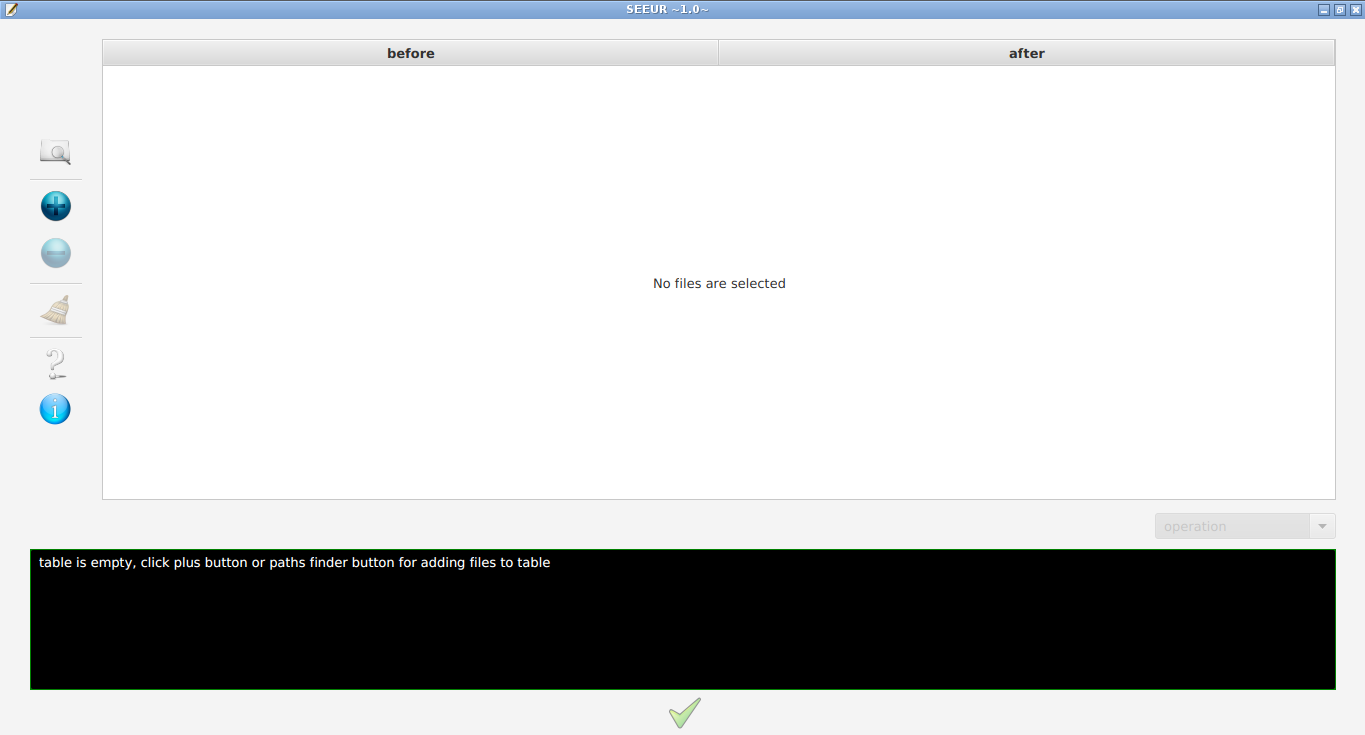 SEEUR ~1.0~
before after
No files are selected
operation
table is empty, click plus button or paths finder button for adding files to table